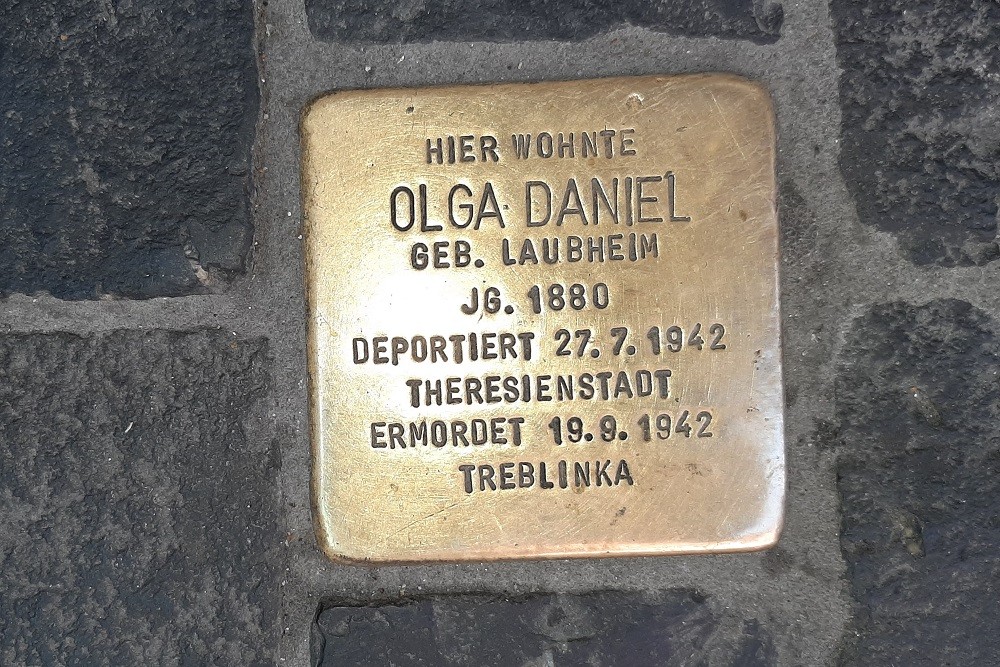 HIER WOHNTE
OLGA DANIEL
GEB. LAUBHEIM
JG. 1880
DEPORTIERT 27.7.1942
THERESIENSTADT
ERMORDET 19.9.1942
TREBLINKA